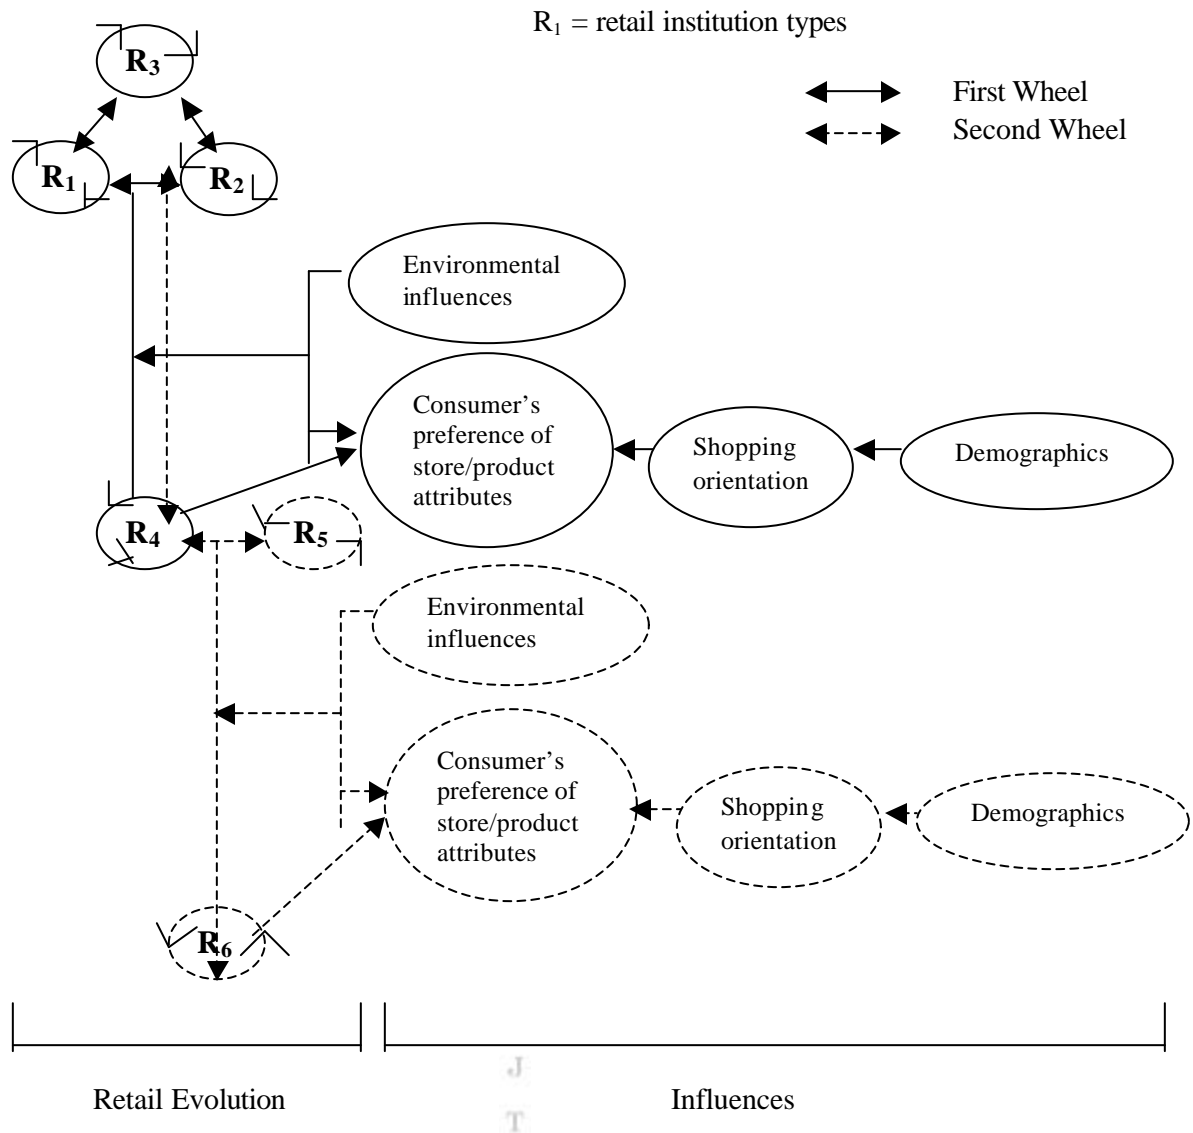 R₁ = retail institution types
R₃
First Wheel
Second Wheel
R₁
R₂
Environmental
influences
Consumer’s
preference of
store/product
attributes
Shopping
orientation
Demographics
R₄
R₅
Environmental
influences
Consumer’s
preference of
store/product
attributes
Shopping
orientation
Demographics
R₆
J
Retail Evolution
Influences
T